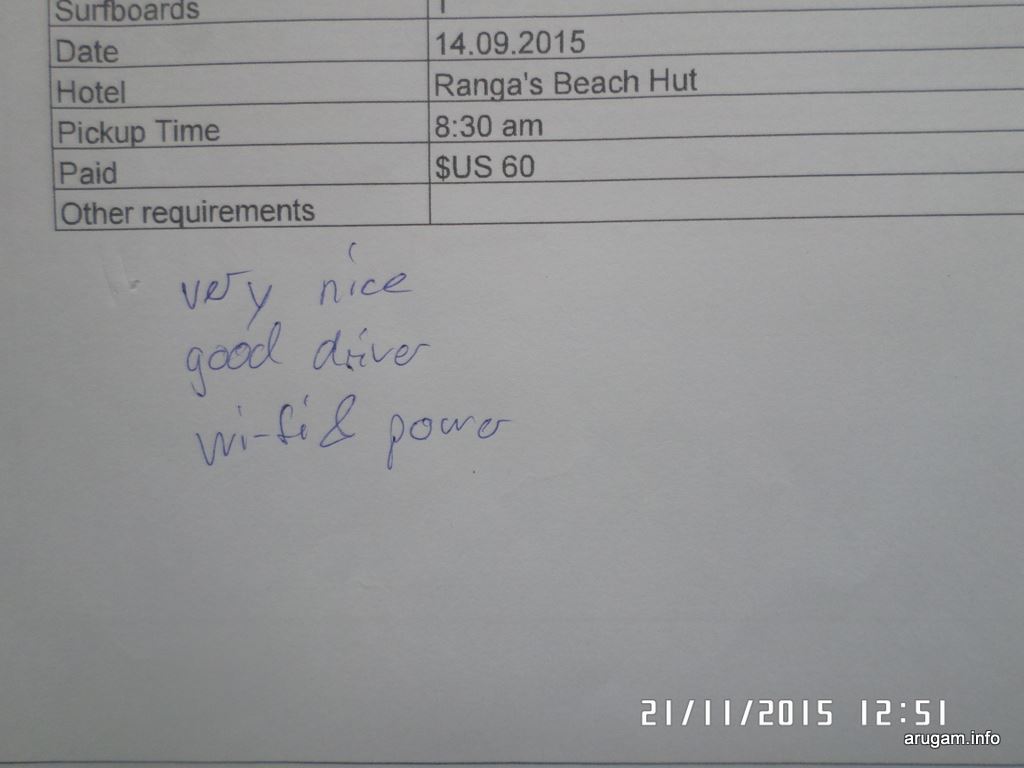 Surfboards 1
Date 14.09.2015
Hotel Ranga's Beach Hut
Pickup Time 8:30 am
Paid $US 60
Other requirements
very nice
good driver
wi-fi & power
21/11/2015 12:51
arugam.info